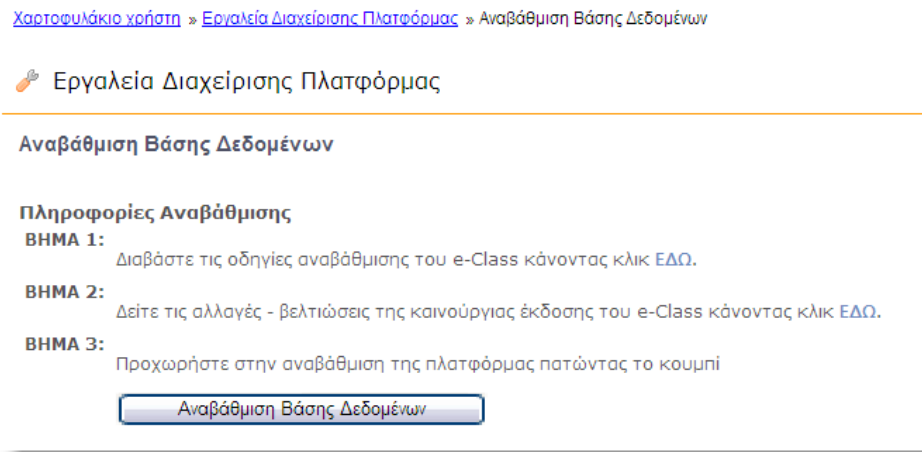 Χαρτοφυλάκιο χρήστη » Εργαλεία Διαχείρισης Πλατφόρμας » Αναβάθμιση Βάσης Δεδομένων
Εργαλεία Διαχείρισης Πλατφόρμας
Αναβάθμιση Βάσης Δεδομένων
Πληροφορίες Αναβάθμισης
ΒΗΜΑ 1:
Διαβάστε τις οδηγίες αναβάθμισης του e-Class κάνοντας κλικ ΕΔΩ.
ΒΗΜΑ 2:
Δείτε τις αλλαγές - βελτιώσεις της καινούργιας έκδοσης του e-Class κάνοντας κλικ ΕΔΩ.
ΒΗΜΑ 3:
Προχωρήστε στην αναβάθμιση της πλατφόρμας πατώντας το κουμπί
Αναβάθμιση Βάσης Δεδομένων